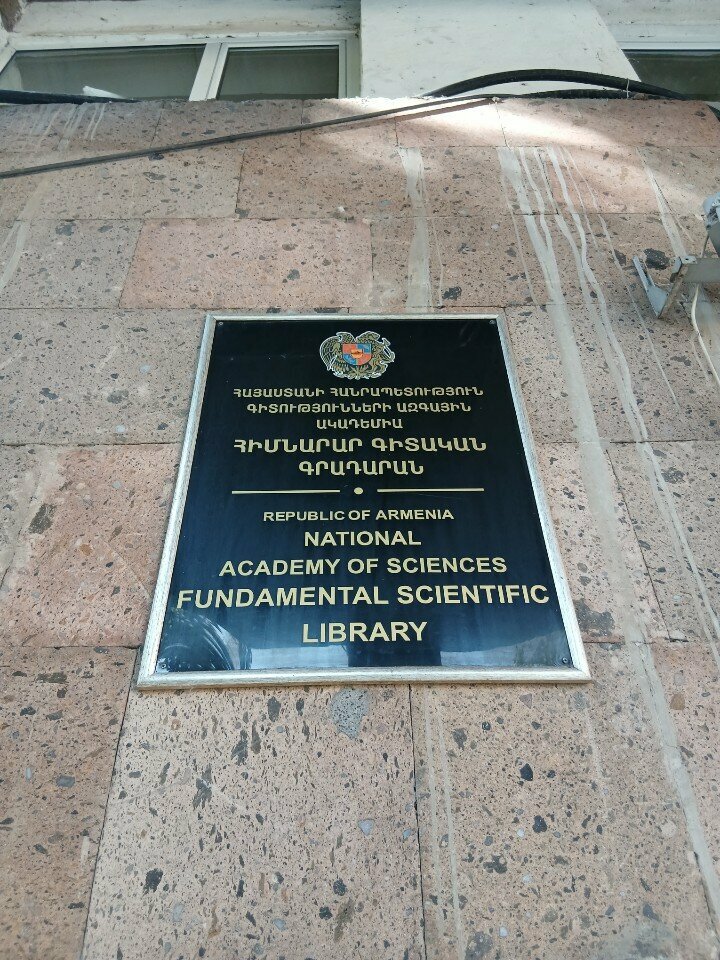 ՀԱՅԱՍՏԱՆԻ ՀԱՆՐԱՊԵՏՈՒԹՅՈՒՆ
ԳԻՏՈՒԹՅՈՒՆՆԵՐԻ ԱԶԳԱՅԻՆ
ԱԿԱԴԵՄԻԱ
ՀԻՄՆԱՐԱՐ ԳԻՏԱԿԱՆ
ԳՐԱԴԱՐԱՆ
REPUBLIC OF ARMENIA
NATIONAL
ACADEMY OF SCIENCES
FUNDAMENTAL SCIENTIFIC
LIBRARY